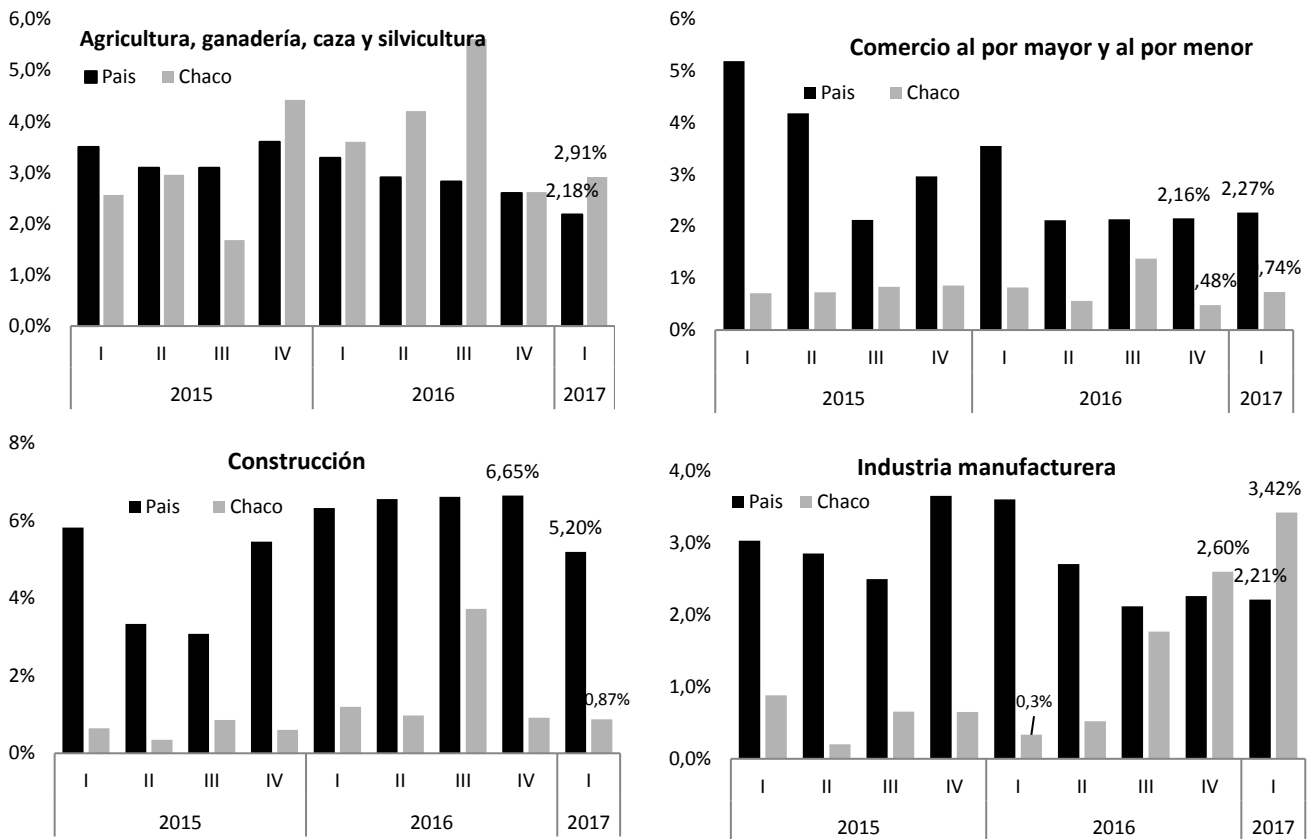 Agricultura, ganadería, caza y silvicultura
Pais Chaco
6,0%
5,0%
4,0%
3,0%
2,0%
1,0%
0,0%
2,91%
2,18%
I II III IV I II III IV I
2015 2016 2017
Comercio al por mayor y al por menor
Pais Chaco
6%
5%
4%
3%
2%
1%
0%
2,16%
2,27%
,48%
,74%
I II III IV I II III IV I
2015 2016 2017
Construcción
Pais Chaco
8%
6%
4%
2%
0%
6,65%
5,20%
0,87%
I II III IV I II III IV I
2015 2016 2017
Industria manufacturera
Pais Chaco
4,0%
3,0%
2,0%
1,0%
0,0%
0,3%
2,60%
3,42%
2,21%
I II III IV I II III IV I
2015 2016 2017